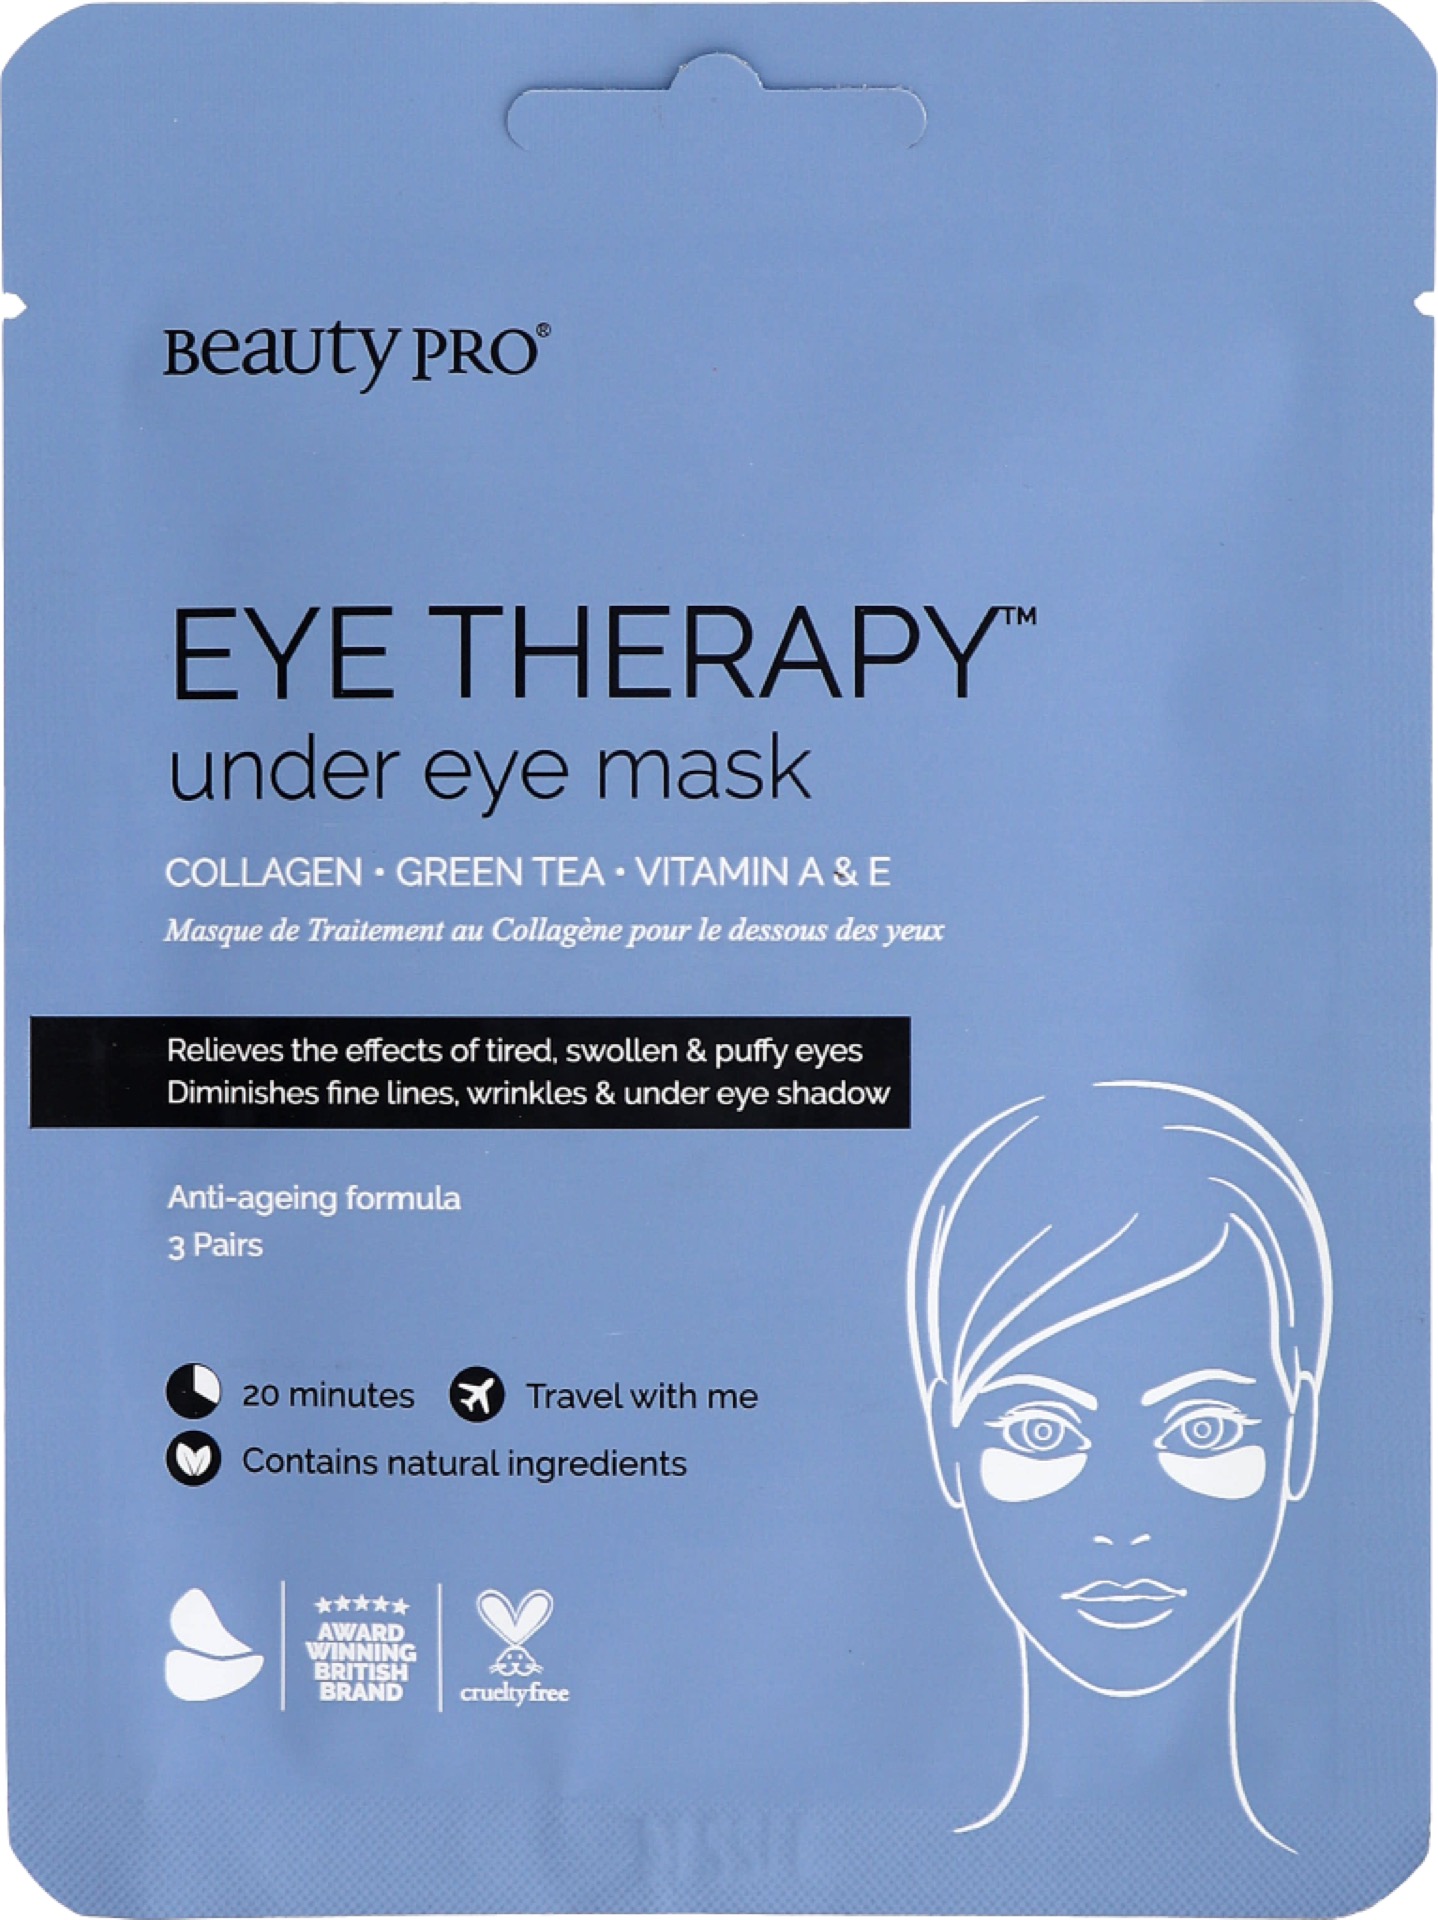 Beauty PRO®
EYE THERAPY™
under eye mask
COLLAGEN • GREEN TEA • VITAMIN A & E
Masque de Traitement au Collagène pour le dessous des yeux
Relieves the effects of tired, swollen & puffy eyes
Diminishes fine lines, wrinkles & under eye shadow
Anti-ageing formula
3 Pairs
20 minutes
Travel with me
Contains natural ingredients
AWARD
WINNING
BRITISH
BRAND
crueltyfree